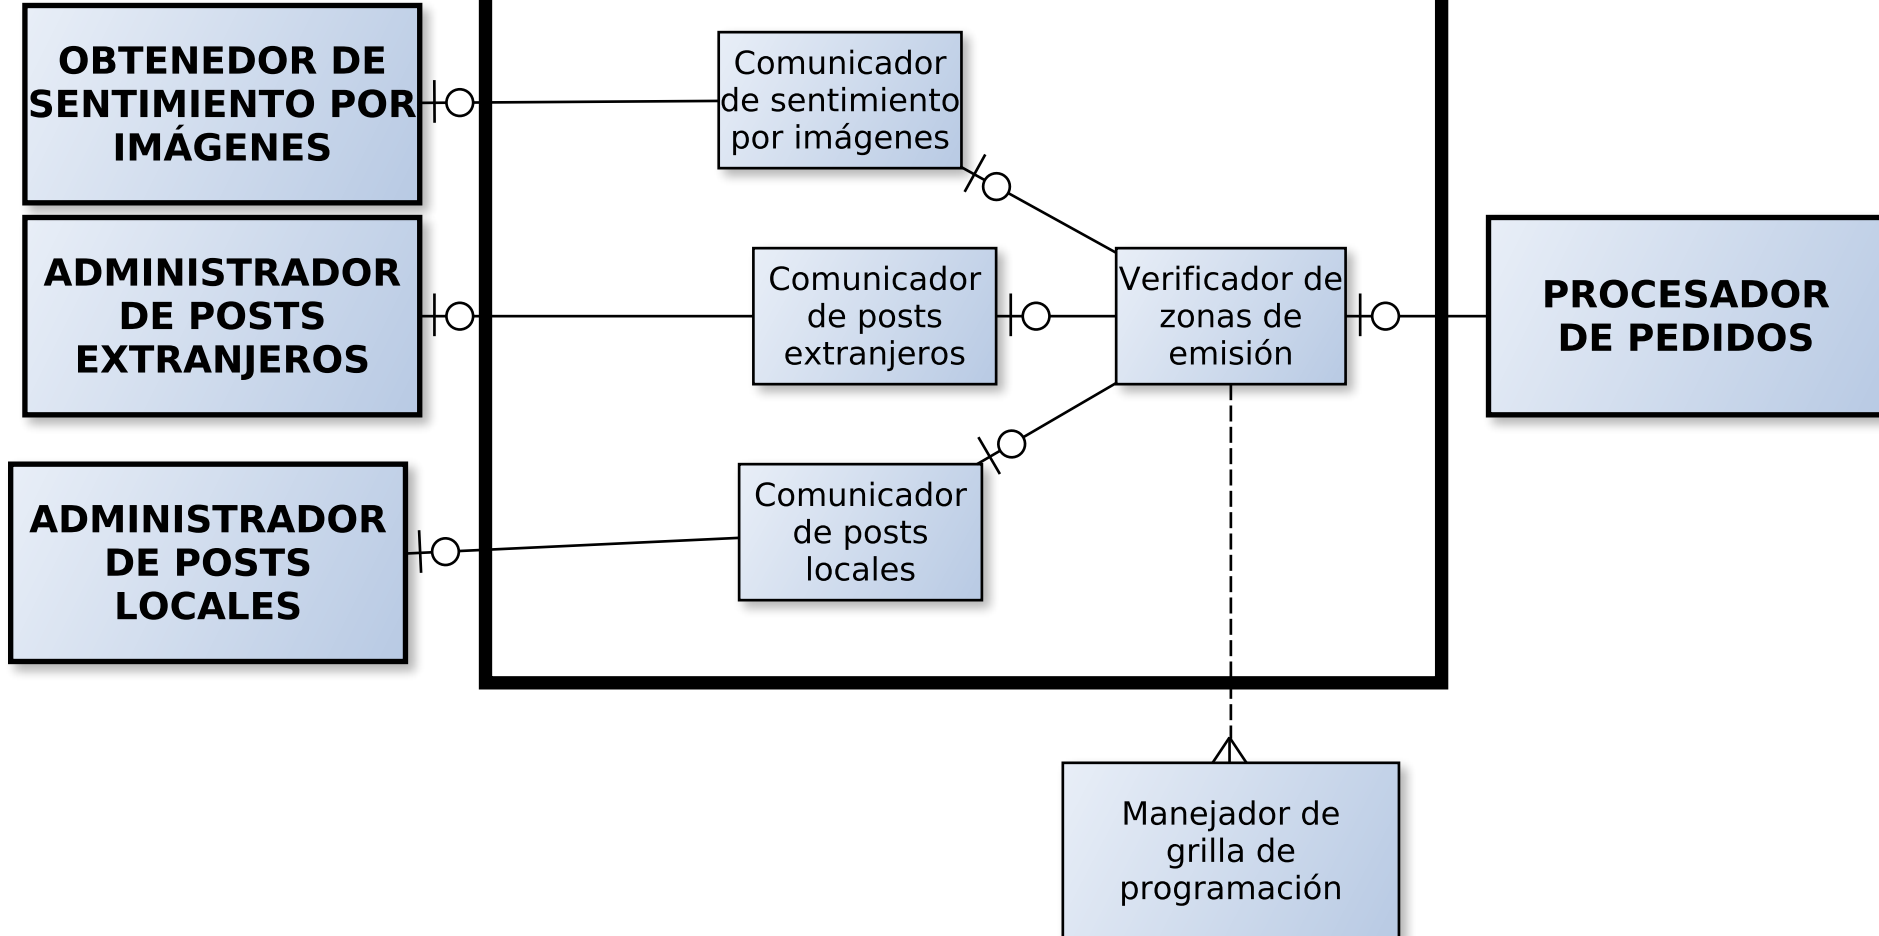 OBTENEDOR DE
SENTIMIENTO POR
IMÁGENES
Comunicador
de sentimiento
por imágenes
ADMINISTRADOR
DE POSTS
EXTRANJEROS
Comunicador
de posts
extranjeros
Verificador de
zonas de
emisión
PROCESADOR
DE PEDIDOS
ADMINISTRADOR
DE POSTS
LOCALES
Comunicador
de posts
locales
Manejador de
grilla de
programación